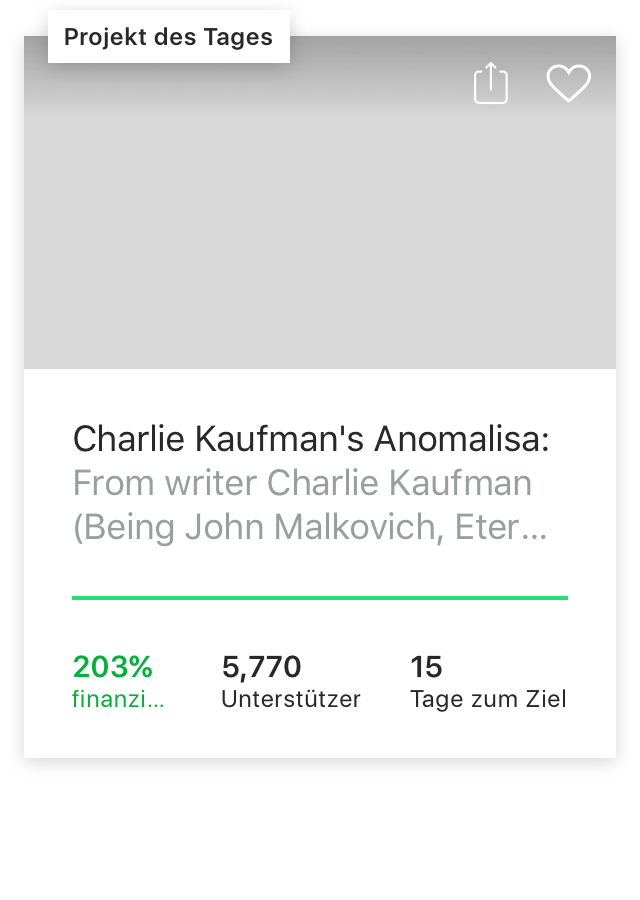 Projekt des Tages
Charlie Kaufman's Anomalisa:
From writer Charlie Kaufman
(Being John Malkovich, Eter…
203%
finanzi…
5,770
Unterstützer
15
Tage zum Ziel